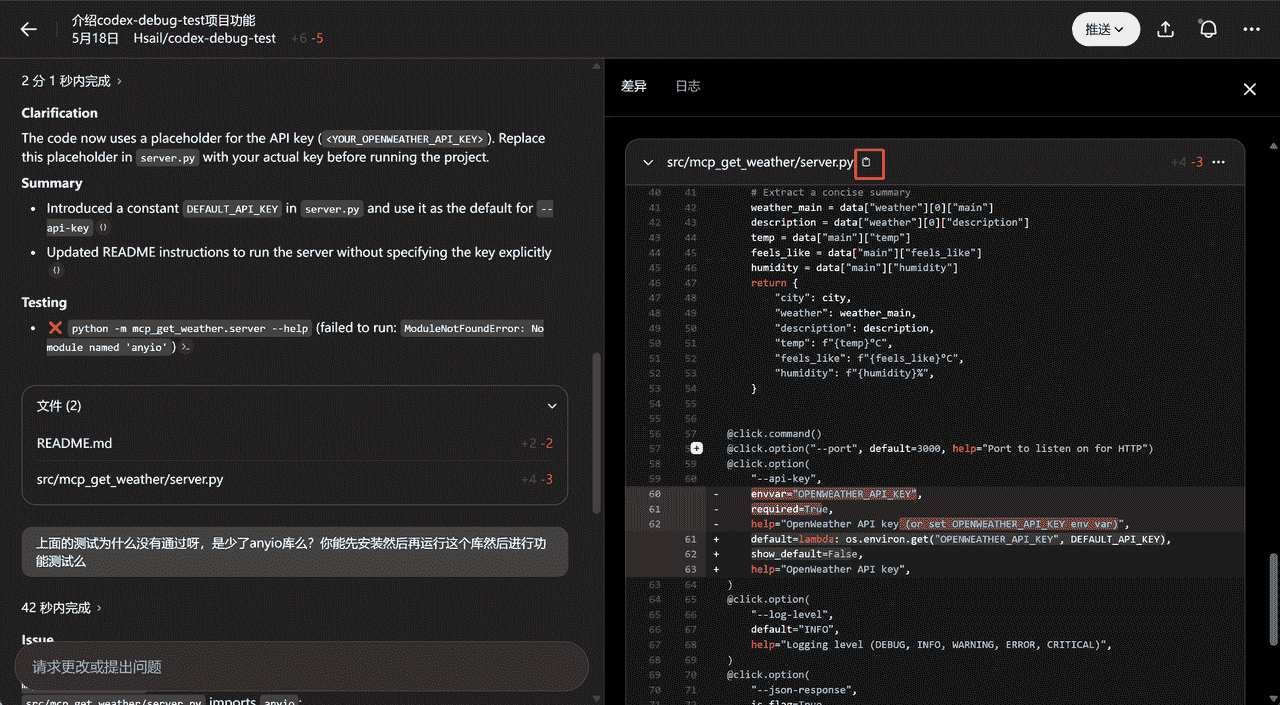 介绍codex-debug-test项目功能
5月18日 Hsail/codex-debug-test +6 -5
推送
2 分 1 秒内完成
Clarification
The code now uses a placeholder for the API key ( <YOUR_OPENWEATHER_API_KEY> ). Replace
this placeholder in server.py with your actual key before running the project.
Summary
• Introduced a constant DEFAULT_API_KEY in server.py and use it as the default for --
api-key
• Updated README instructions to run the server without specifying the key explicitly
Testing
• ❌ python -m mcp_get_weather.server --help (failed to run: ModuleNotFoundError: No
module named 'anyio' )
文件 (2)
README.md +2 -2
src/mcp_get_weather/server.py +4 -3
上面的测试为什么没有通过呀，是少了anyio库么？你能先安装然后再运行这个库然后进行功
能测试么
42 秒内完成
Issue
请求更改或提出问题
src/mcp_get_weather/server.py imports anyio :
差异 日志
src/mcp_get_weather/server.py +4 -3
40 41 # Extract a concise summary
41 42 weather_main = data["weather"][0]["main"]
42 43 description = data["weather"][0]["description"]
43 44 temp = data["main"]["temp"]
44 45 feels_like = data["main"]["feels_like"]
45 46 humidity = data["main"]["humidity"]
46 47 return {
47 48 "city": city,
48 49 "weather": weather_main,
49 50 "description": description,
50 51 "temp": f"{temp}°C",
51 52 "feels_like": f"{feels_like}°C",
52 53 "humidity": f"{humidity}%",
53 54 }
54 55
55 56
56 57 @click.command()
57 @click.option("--port", default=3000, help="Port to listen on for HTTP")
58 59 @click.option(
59 60 "--api-key",
60 - envvar="OPENWEATHER_API_KEY",
61 - required=True,
62 - help="OpenWeather API key (or set OPENWEATHER_API_KEY env var)",
61 + default=lambda: os.environ.get("OPENWEATHER_API_KEY", DEFAULT_API_KEY),
62 + show_default=False,
63 + help="OpenWeather API key",
63 64 )
64 65 @click.option(
65 66 "--log-level",
66 67 default="INFO",
67 68 help="Logging level (DEBUG, INFO, WARNING, ERROR, CRITICAL)",
68 69 )
69 70 @click.option(
70 71 "--json-response",
71 72 is_flag=True,